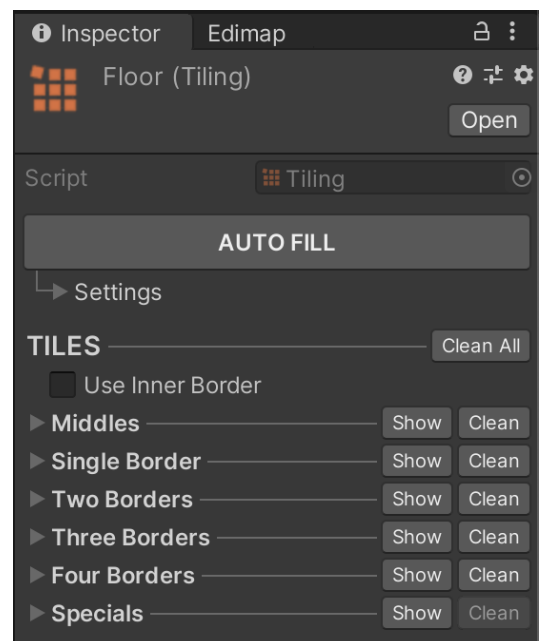 Inspector Edimap
Floor (Tiling)
Open
Script Tiling
AUTO FILL
Settings
TILES Clean All
Use Inner Border
Middles Show Clean
Single Border Show Clean
Two Borders Show Clean
Three Borders Show Clean
Four Borders Show Clean
Specials Show Clean